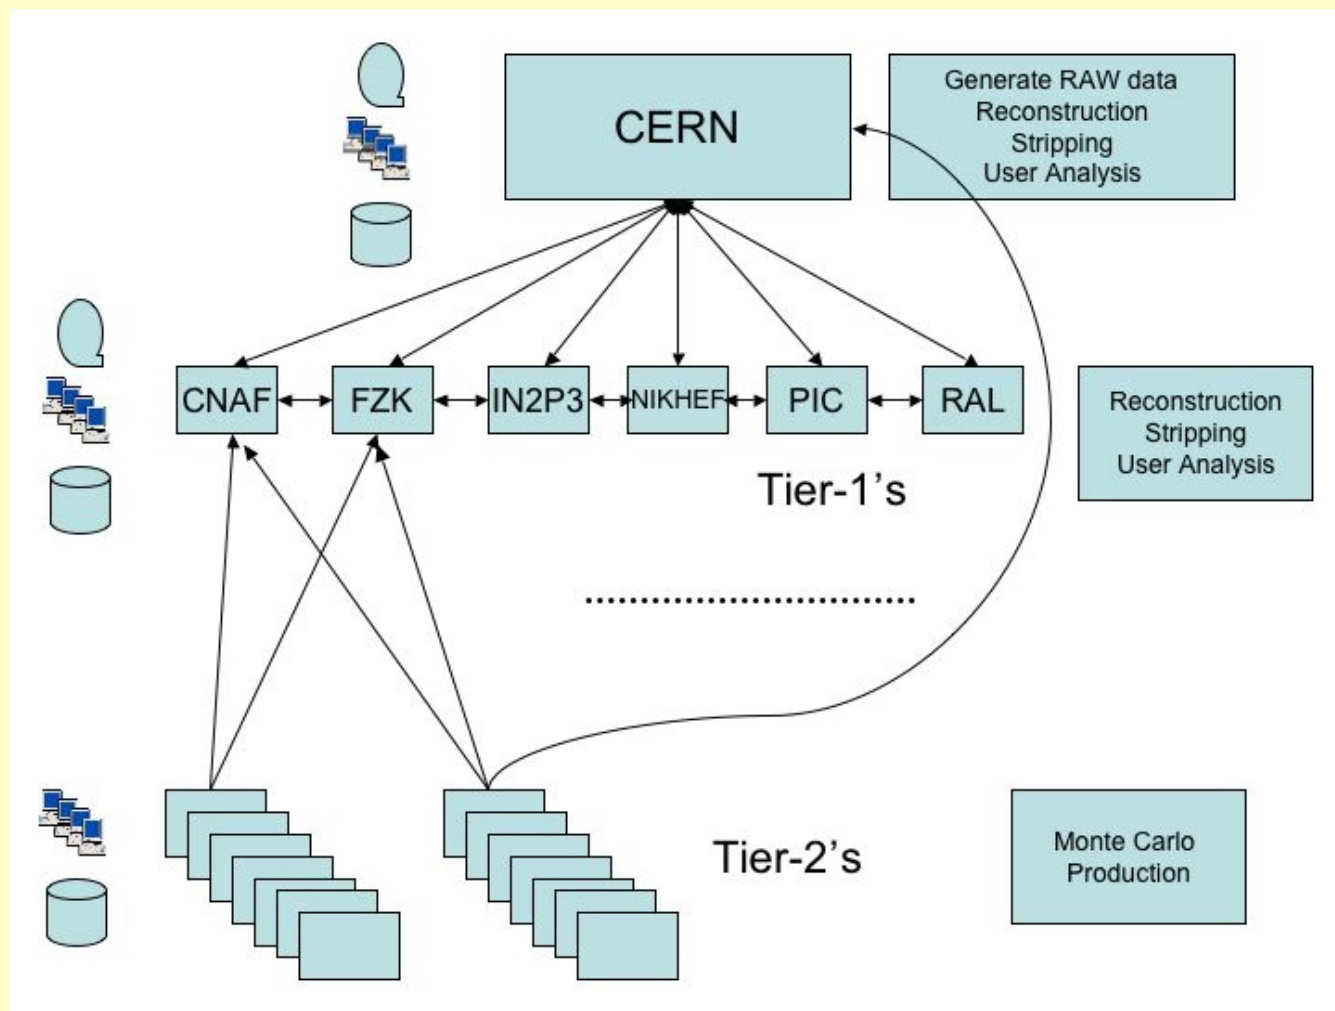 CERN
Generate RAW data
Reconstruction
Stripping
User Analysis
CNAF
FZK
IN2P3
NIKHEF
PIC
RAL
Reconstruction
Stripping
User Analysis
Tier-1's
Tier-2's
Monte Carlo
Production